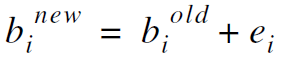 b_i^{new} = b_i^{old} + e_i